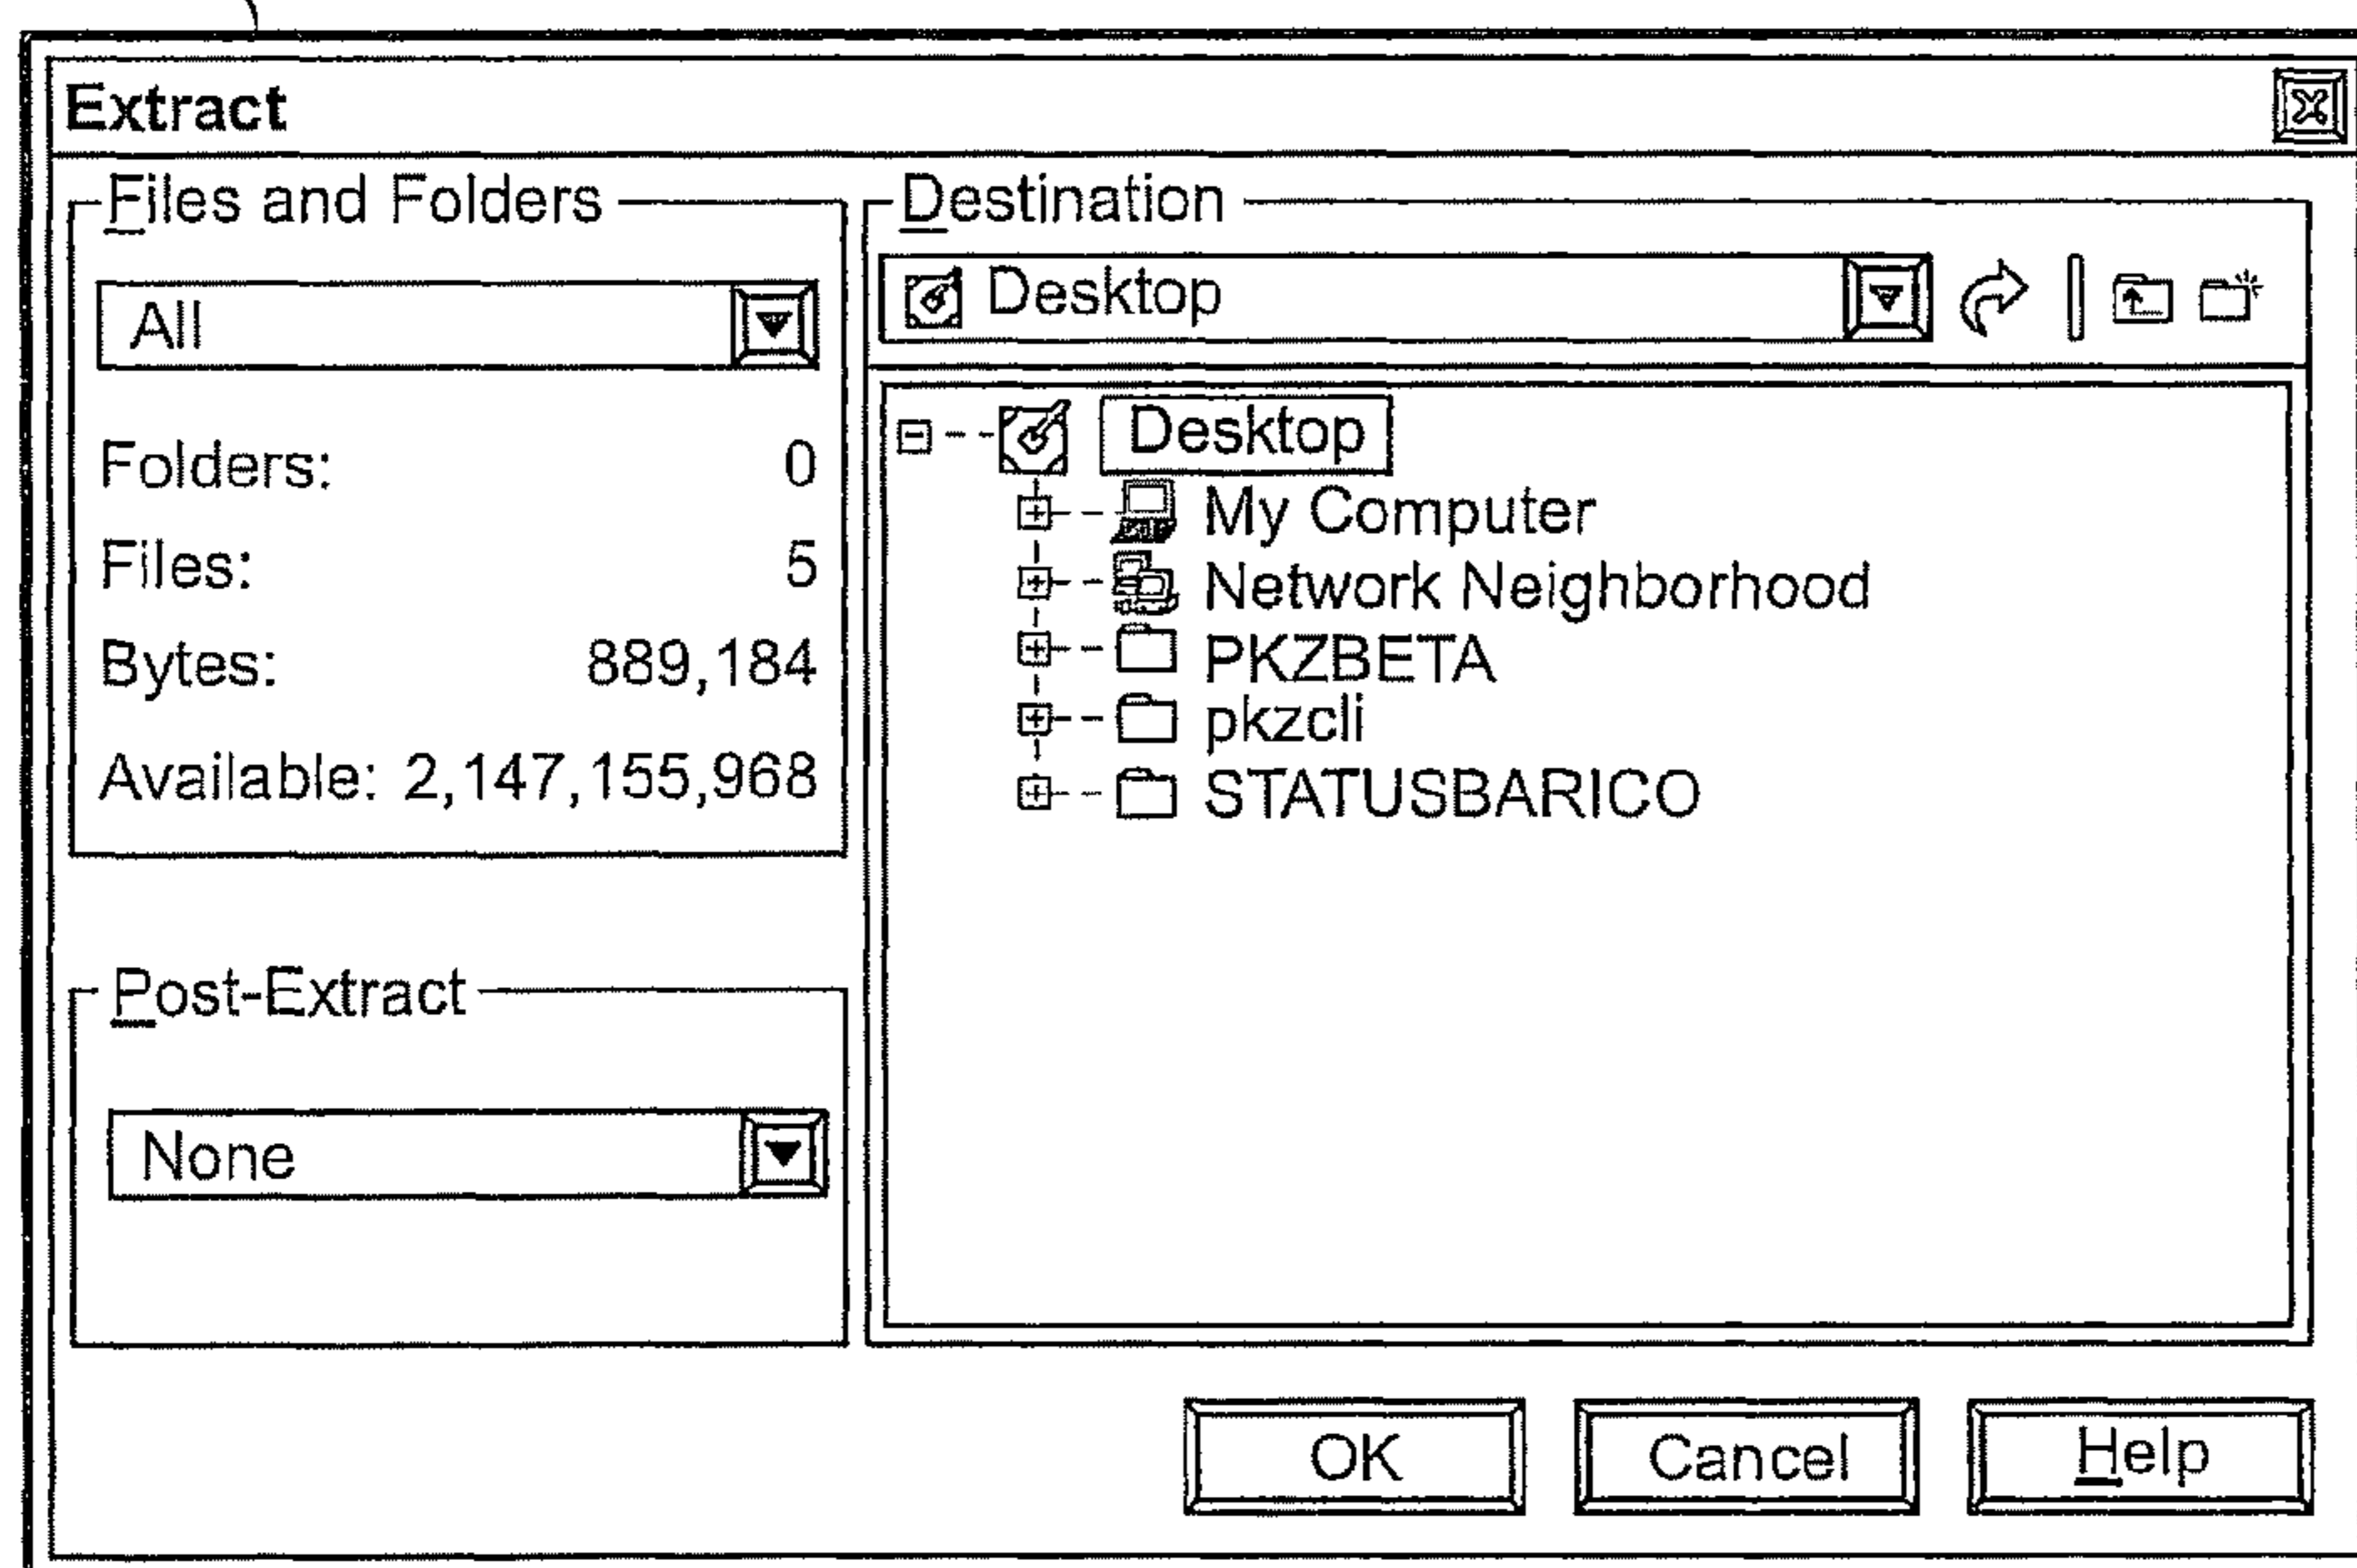 Extract
Files and Folders
All
Folders: 0
Files: 5
Bytes: 889,184
Available: 2,147,155,968
Post-Extract
None
Destination
Desktop
Desktop
My Computer
Network Neighborhood
PKZBETA
pkzcli
STATUSBARICO
OK
Cancel
Help